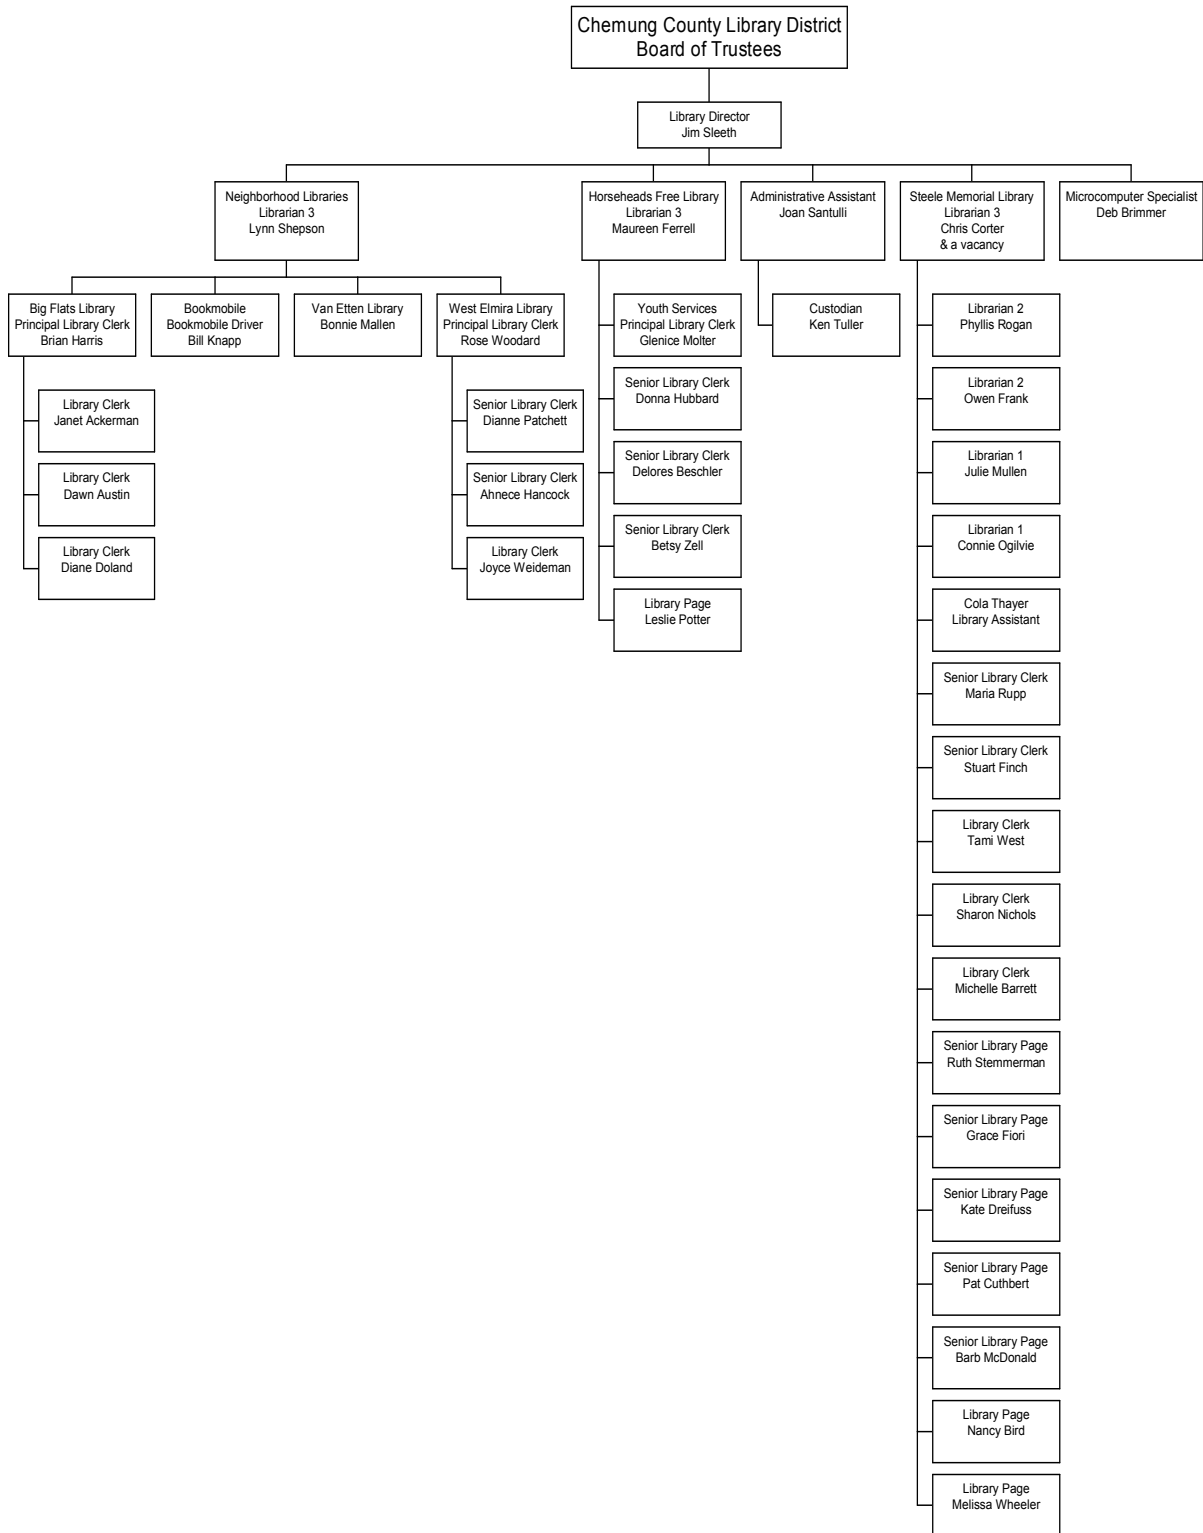 Chemung County Library District
Board of Trustees
Library Director
Jim Sleeth
Neighborhood Libraries
Librarian 3
Lynn Shepson
Horseheads Free Library
Librarian 3
Maureen Ferrell
Administrative Assistant
Joan Santulli
Steele Memorial Library
Librarian 3
Chris Corter
& a vacancy
Microcomputer Specialist
Deb Brimmer
Big Flats Library
Principal Library Clerk
Brian Harris
Bookmobile
Bookmobile Driver
Bill Knapp
Van Etten Library
Bonnie Mallen
West Elmira Library
Principal Library Clerk
Rose Woodard
Library Clerk
Janet Ackerman
Library Clerk
Dawn Austin
Library Clerk
Diane Doland
Senior Library Clerk
Dianne Patchett
Senior Library Clerk
Ahnece Hancock
Library Clerk
Joyce Weideman
Youth Services
Principal Library Clerk
Glenice Molter
Senior Library Clerk
Donna Hubbard
Senior Library Clerk
Delores Beschler
Senior Library Clerk
Betsy Zell
Library Page
Leslie Potter
Custodian
Ken Tuller
Librarian 2
Phyllis Rogan
Librarian 2
Owen Frank
Librarian 1
Julie Mullen
Librarian 1
Connie Ogilvie
Cola Thayer
Library Assistant
Senior Library Clerk
Maria Rupp
Senior Library Clerk
Stuart Finch
Library Clerk
Tami West
Library Clerk
Sharon Nichols
Library Clerk
Michelle Barrett
Senior Library Page
Ruth Stemmerman
Senior Library Page
Grace Fiori
Senior Library Page
Kate Dreifuss
Senior Library Page
Pat Cuthbert
Senior Library Page
Barb McDonald
Library Page
Nancy Bird
Library Page
Melissa Wheeler